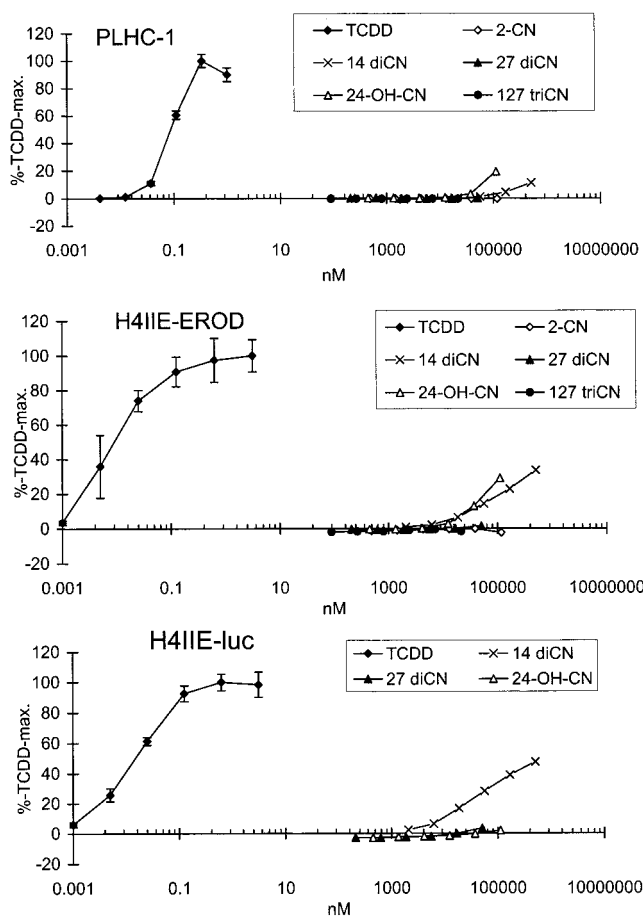 PLHC-1
TCDD 2-CN
14 diCN 27 diCN
24-OH-CN 127 triCN
%-TCDD-max.
120
100
80
60
40
20
0
-20
0.001 0.1 10 1000 100000 10000000
nM
H4IIE-EROD
TCDD 2-CN
14 diCN 27 diCN
24-OH-CN 127 triCN
%-TCDD-max.
120
100
80
60
40
20
0
-20
0.001 0.1 10 1000 100000 10000000
nM
H4IIE-luc
TCDD 14 diCN
27 diCN 24-OH-CN
%-TCDD-max.
120
100
80
60
40
20
0
-20
0.001 0.1 10 1000 100000 10000000
nM